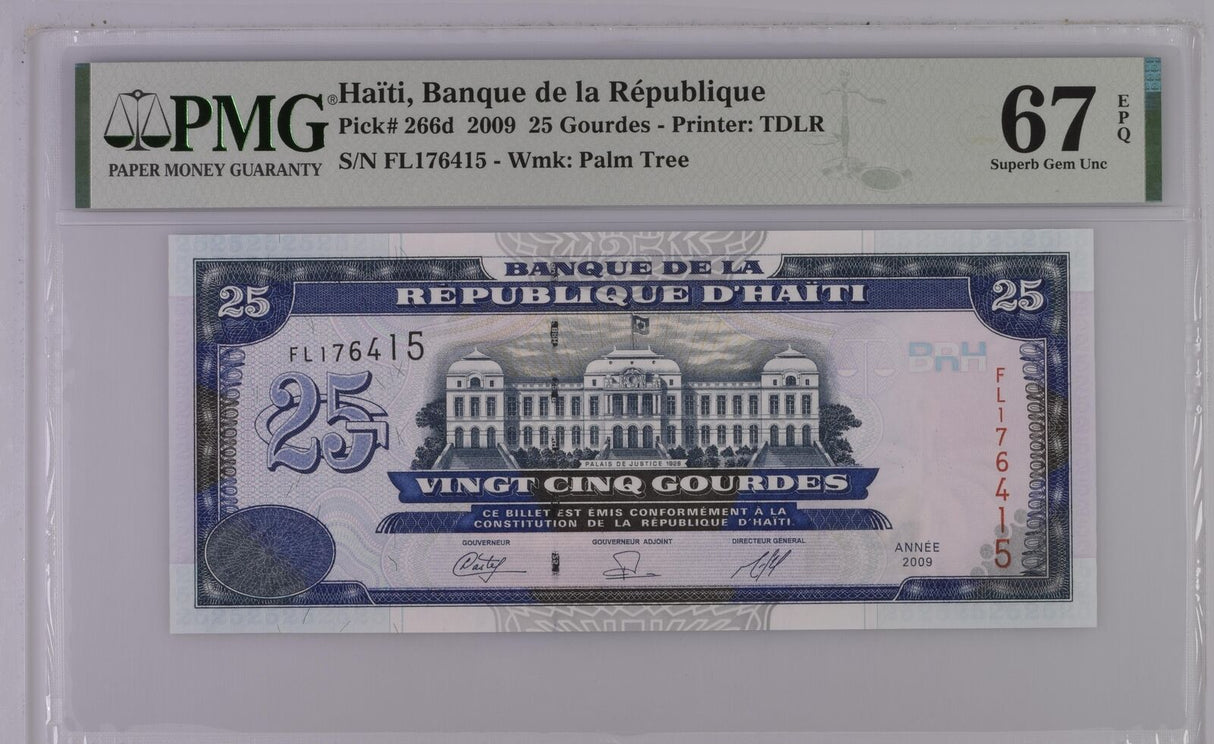 PMG®
PAPER MONEY GUARANTY
Haïti, Banque de la République
Pick# 266d 2009 25 Gourdes - Printer: TDLR
S/N FL176415 - Wmk: Palm Tree
67
EPQ
Superb Gem Unc
BANQUE DE LA
RÉPUBLIQUE D'HAÏTI
25
25
FL176415
25
BRH
FL176415
PALAIS DE JUSTICE 1928
VINGT CINQ GOURDES
CE BILLET EST ÉMIS CONFORMÉMENT À LA
CONSTITUTION DE LA RÉPUBLIQUE D'HAÏTI.
GOUVERNEUR
GOUVERNEUR ADJOINT
DIRECTEUR GÉNÉRAL
ANNÉE
2009